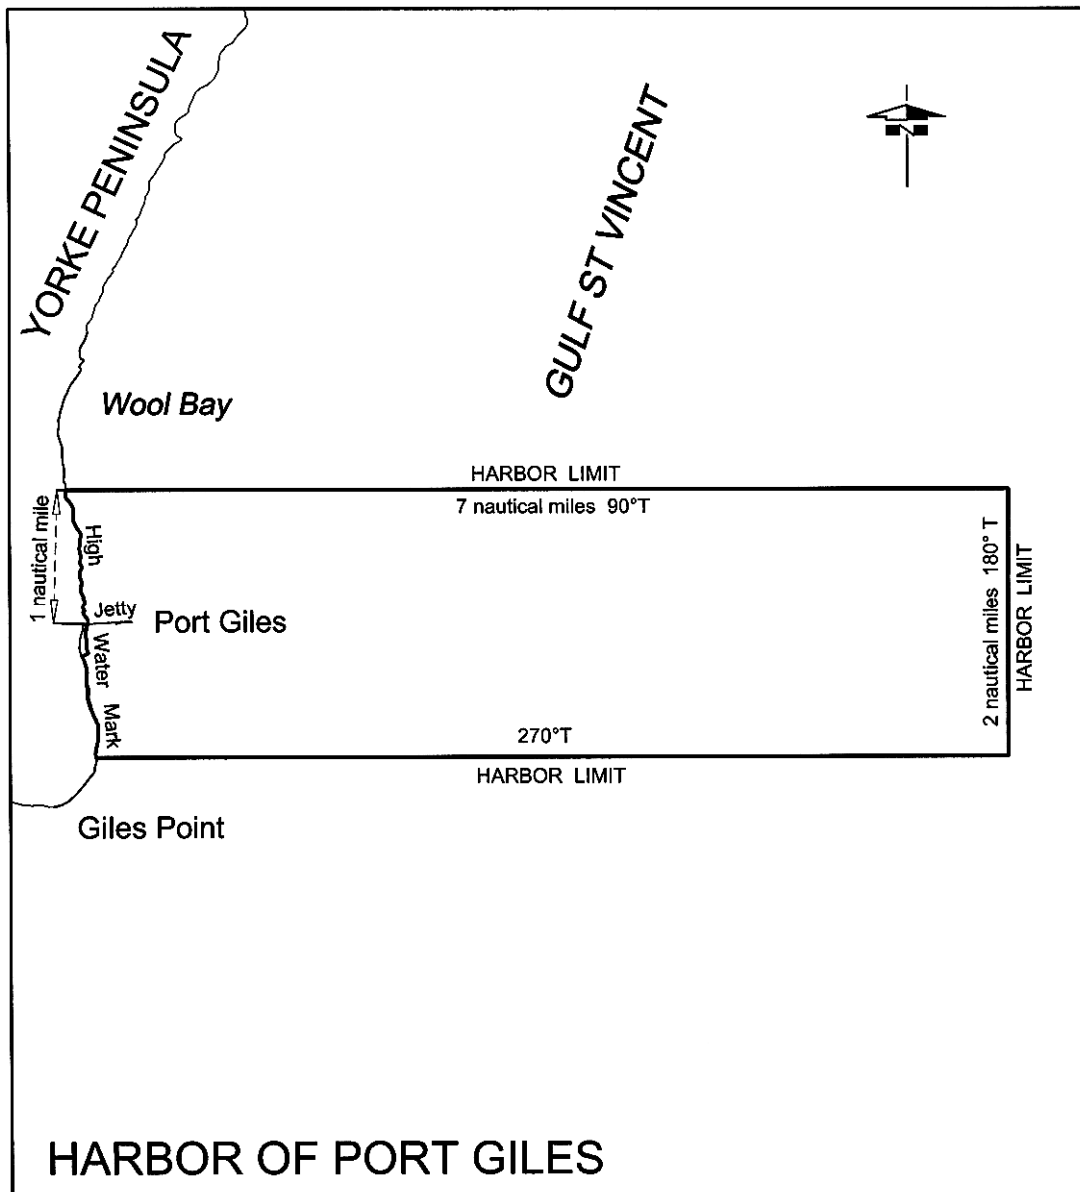 YORKE PENINSULA
GULF ST VINCENT
N
Wool Bay
HARBOR LIMIT
7 nautical miles 90°T
1 nautical mile
High
Water
Mark
Jetty
Port Giles
2 nautical miles 180° T
HARBOR LIMIT
270°T
HARBOR LIMIT
Giles Point
HARBOR OF PORT GILES